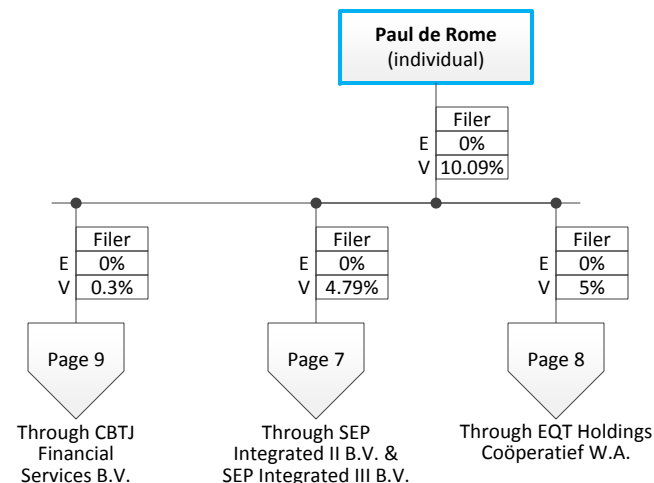 Paul de Rome
(individual)
Filer
E 0%
V 10.09%
Filer
E 0%
V 0.3%
Filer
E 0%
V 4.79%
Filer
E 0%
V 5%
Page 9
Page 7
Page 8
Through CBTJ
Financial
Services B.V.
Through SEP
Integrated II B.V. &
SEP Integrated III B.V.
Through EQT Holdings
Coöperatief W.A.